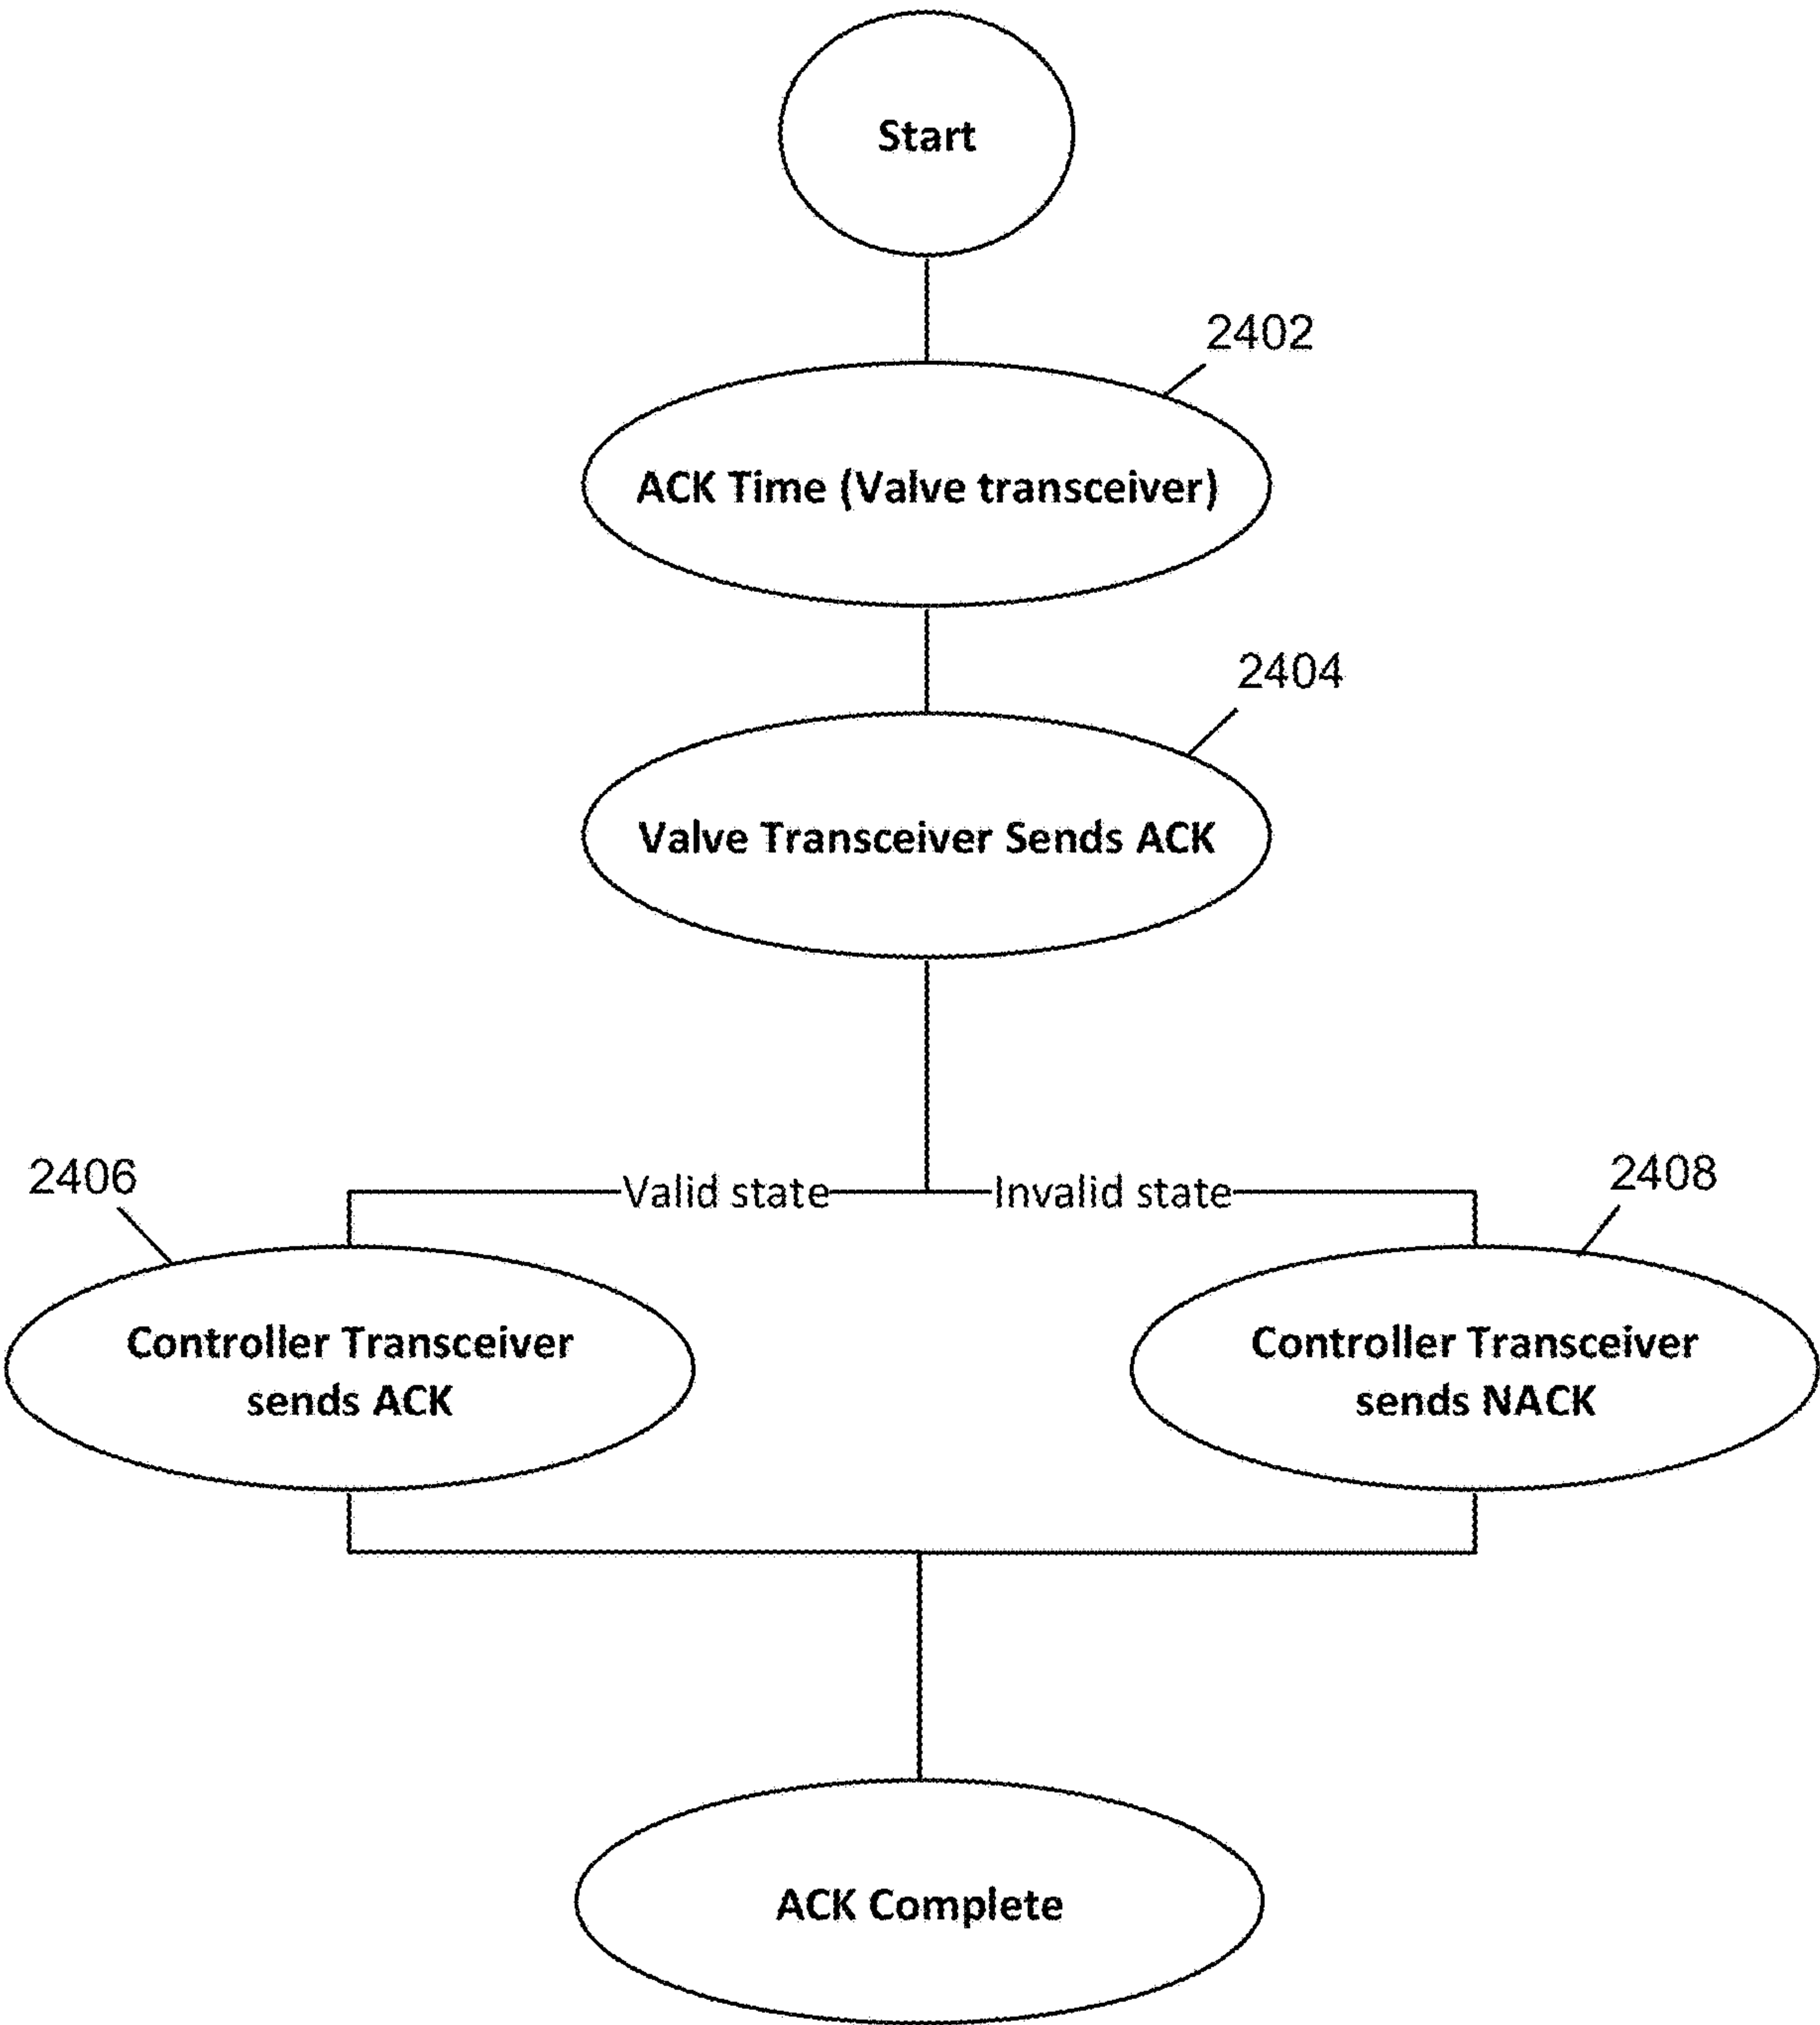 Start
2402
ACK Time (Valve transceiver)
2404
Valve Transceiver Sends ACK
Valid state
Invalid state
2406
2408
Controller Transceiver
sends ACK
Controller Transceiver
sends NACK
ACK Complete